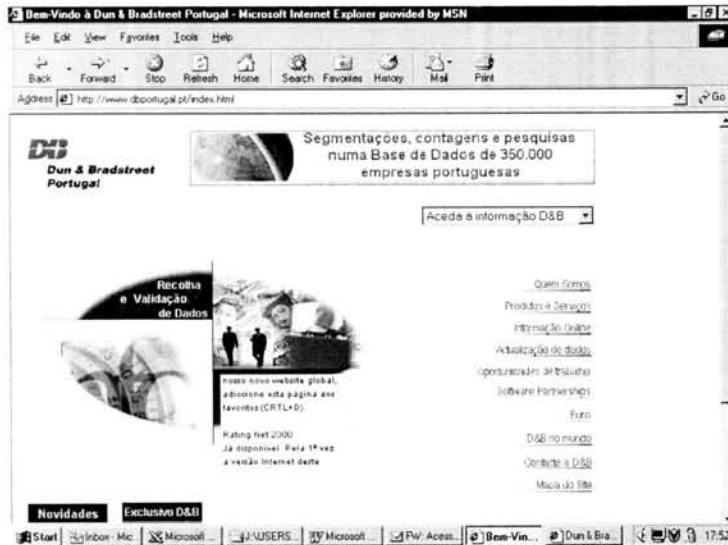 Bem-Vindo à Dun & Bradstreet Portugal - Microsoft Internet Explorer provided by MSN
File Edit View Favorites Tools Help
Back Forward Stop Refresh Home Search Favorites History Mail Print
Address http://www.dbportugal.pt/index.html Go
D&B
Dun & Bradstreet
Portugal
Segmentações, contagens e pesquisas
numa Base de Dados de 350.000
empresas portuguesas
Aceda a informação D&B
Recolha
e Validação
de Dados
nosso novo website global,
adicione esta página aos
favoritos (CRTL+D).
Rating Net 2000
Já disponível. Pela 1ª vez
a versão Internet deste
Quem Somos
Produtos e Serviços
Informação Online
Actualização de dados
Oportunidades de trabalho
Software Partnerships
Euro
D&B no mundo
Contacte a D&B
Mapa do Site
Novidades Exclusivo D&B
Start Inbox - Mic... Microsoft ... J:\USERS... Microsoft ... FW: Acess... Bem-Vin... Dun & Bra...